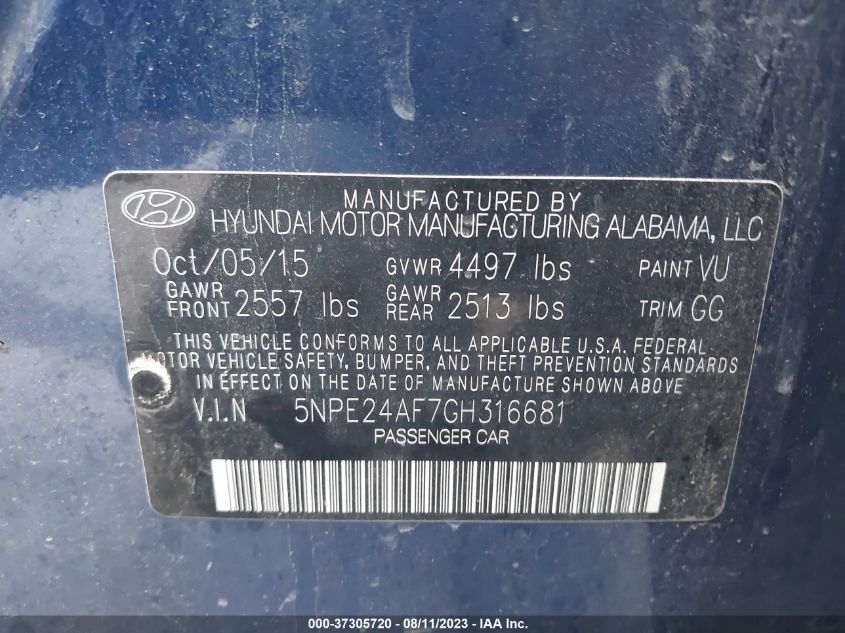 MANUFACTURED BY
HYUNDAI MOTOR MANUFACTURING ALABAMA, LLC
Oct/05/15 GVWR 4497 lbs PAINT VU
GAWR FRONT 2557 lbs GAWR REAR 2513 lbs TRIM GG
THIS VEHICLE CONFORMS TO ALL APPLICABLE U.S.A. FEDERAL
MOTOR VEHICLE SAFETY, BUMPER, AND THEFT PREVENTION STANDARDS
IN EFFECT ON THE DATE OF MANUFACTURE SHOWN ABOVE
V.I.N 5NPE24AF7GH316681
PASSENGER CAR
000-37305720 - 08/11/2023 - © IAA Inc.